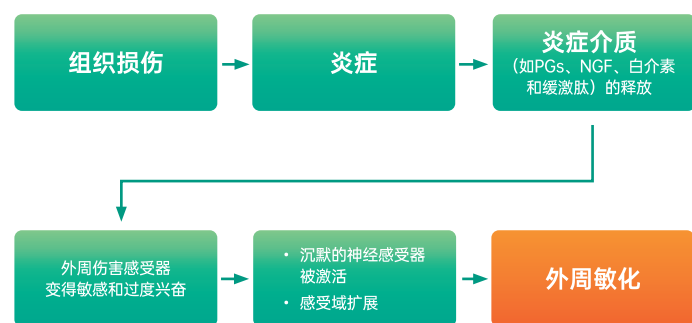 组织损伤
炎症
炎症介质
（如PGs、NGF、白介素
和缓激肽）的释放
外周伤害感受器
变得敏感和过度兴奋
• 沉默的神经感受器
被激活
• 感受域扩展
外周敏化